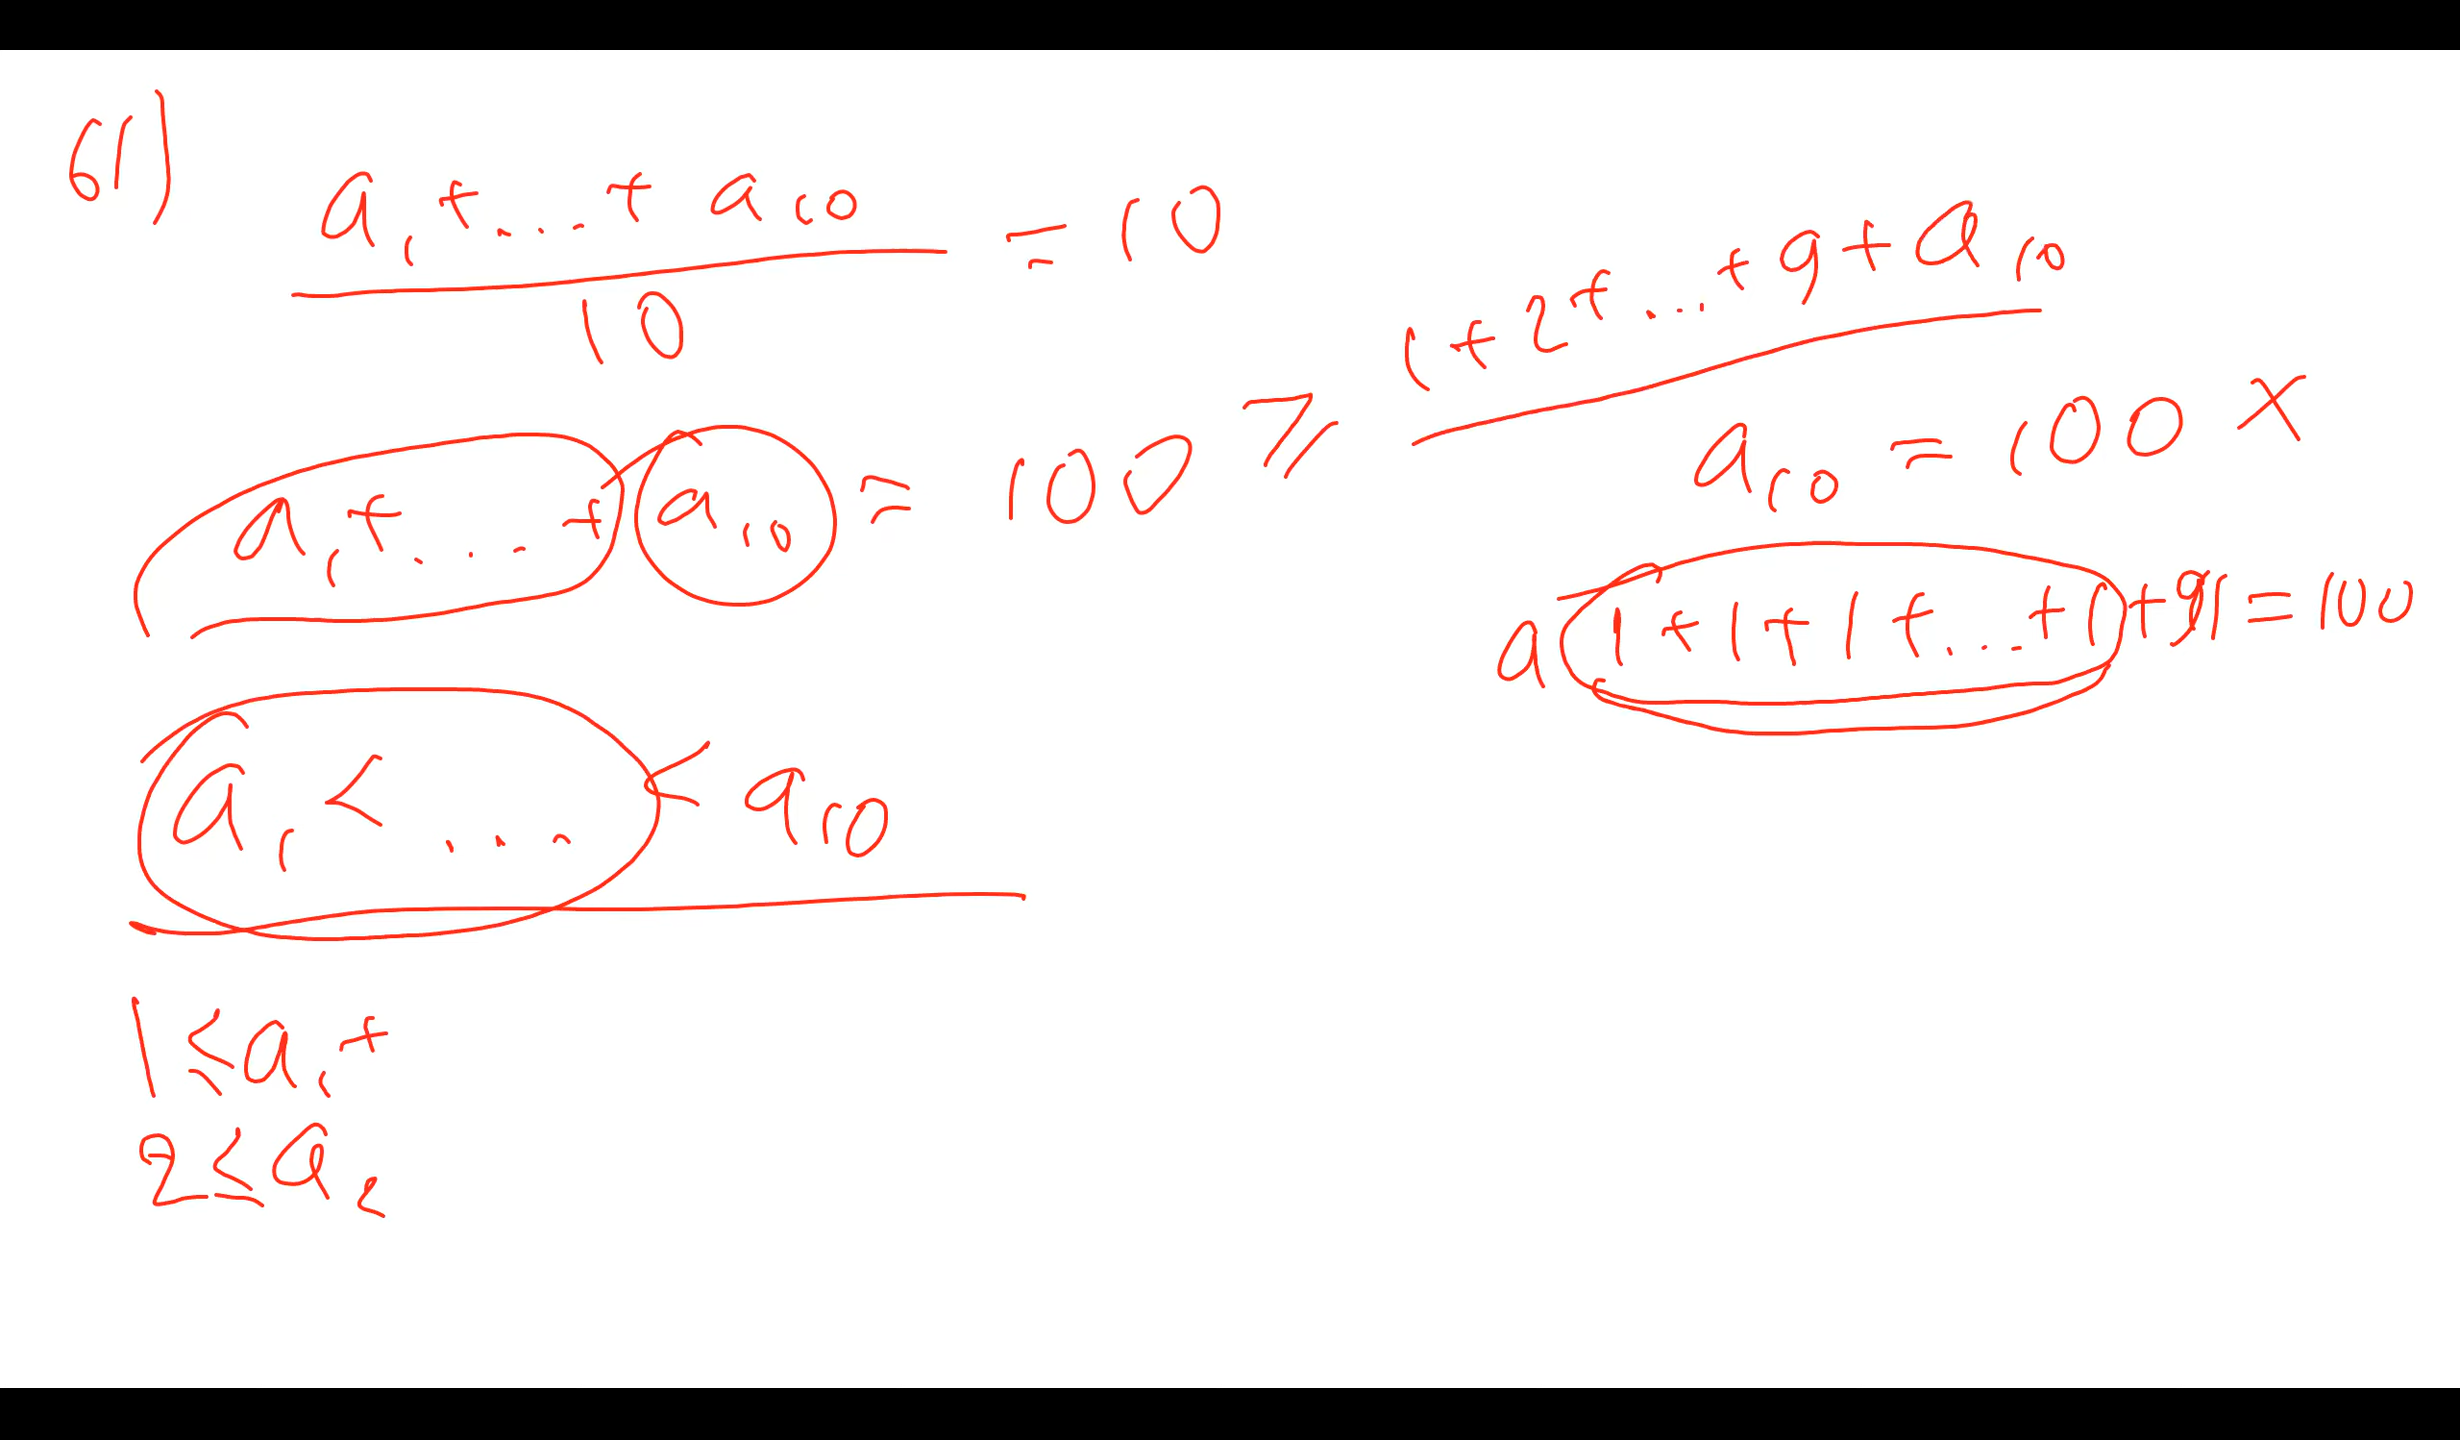 61)
a₁+....+ a₁₀ / 10 = 10
a₁+....+ a₁₀ = 100 ≥ 1+2+...+9+a₁₀
a₁₀ = 100 ×
1+1+1+....+1+91=100
a₁ < .... < a₁₀
1 ≤ a₁+
2 ≤ a₂